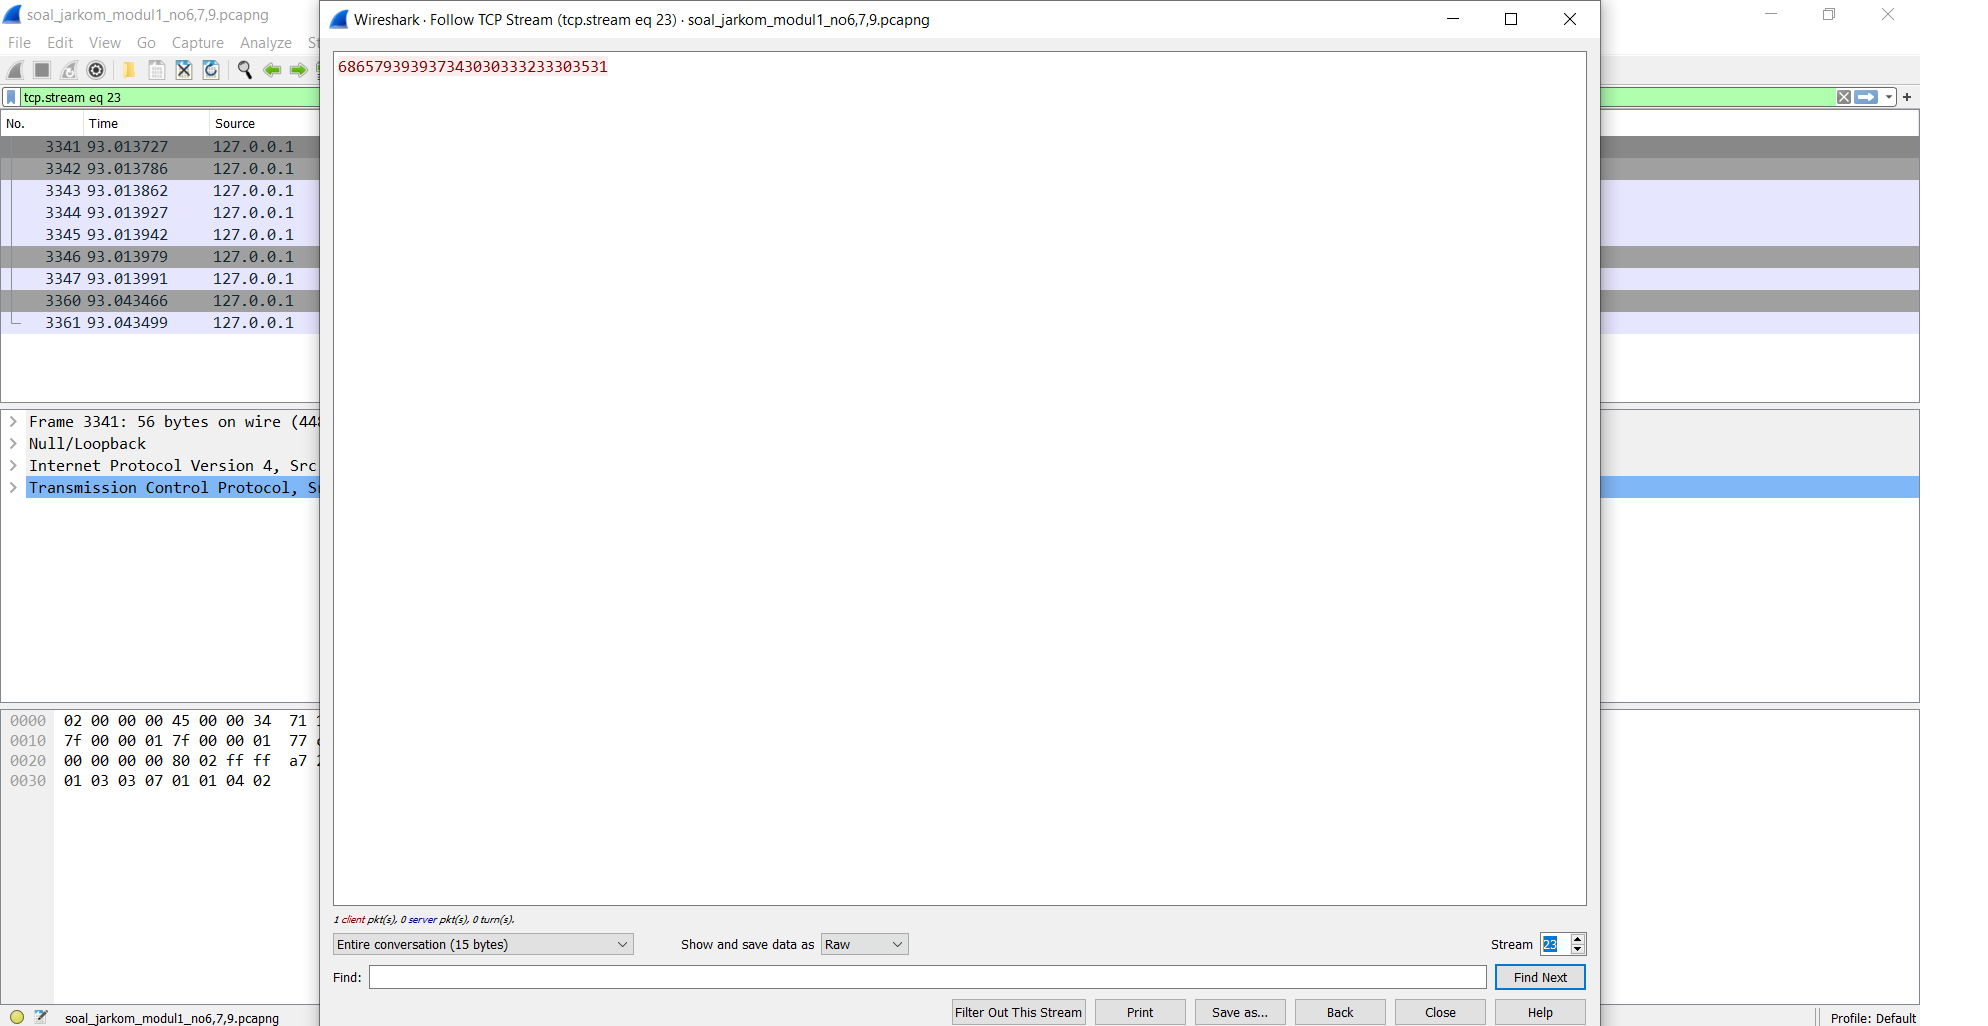 soal_jarkom_modul1_no6,7,9.pcapng
File Edit View Go Capture Analyze St
Wireshark · Follow TCP Stream (tcp.stream eq 23) · soal_jarkom_modul1_no6,7,9.pcapng
tcp.stream eq 23
No. Time Source
3341 93.013727 127.0.0.1
3342 93.013786 127.0.0.1
3343 93.013862 127.0.0.1
3344 93.013927 127.0.0.1
3345 93.013942 127.0.0.1
3346 93.013979 127.0.0.1
3347 93.013991 127.0.0.1
3360 93.043466 127.0.0.1
3361 93.043499 127.0.0.1
Frame 3341: 56 bytes on wire (448
Null/Loopback
Internet Protocol Version 4, Src
Transmission Control Protocol, Sr
0000 02 00 00 00 45 00 00 34 71
0010 7f 00 00 01 7f 00 00 01 77
0020 00 00 00 00 80 02 ff ff a7
0030 01 03 03 07 01 01 04 02
686579393937343030333233303531
1 client pkt(s), 0 server pkt(s), 0 turn(s).
Entire conversation (15 bytes) Show and save data as Raw Stream 23
Find: Find Next
Filter Out This Stream Print Save as... Back Close Help
soal_jarkom_modul1_no6,7,9.pcapng Profile: Default